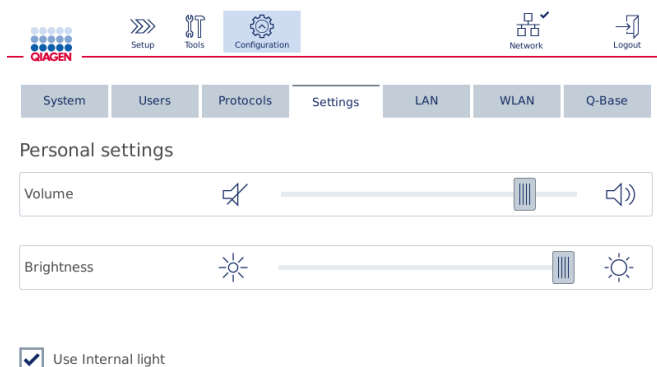 QIAGEN
Setup
Tools
Configuration
Network
Logout
System
Users
Protocols
Settings
LAN
WLAN
Q-Base
Personal settings
Volume
Brightness
Use Internal light